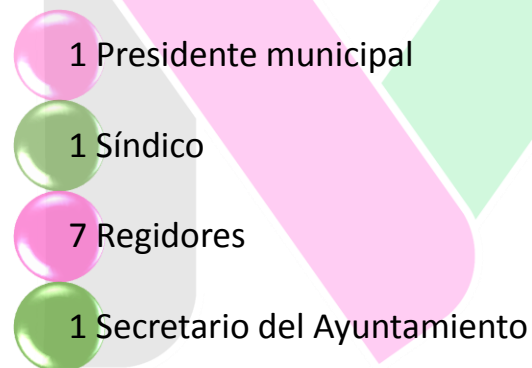 1 Presidente municipal
1 Síndico
7 Regidores
1 Secretario del Ayuntamiento